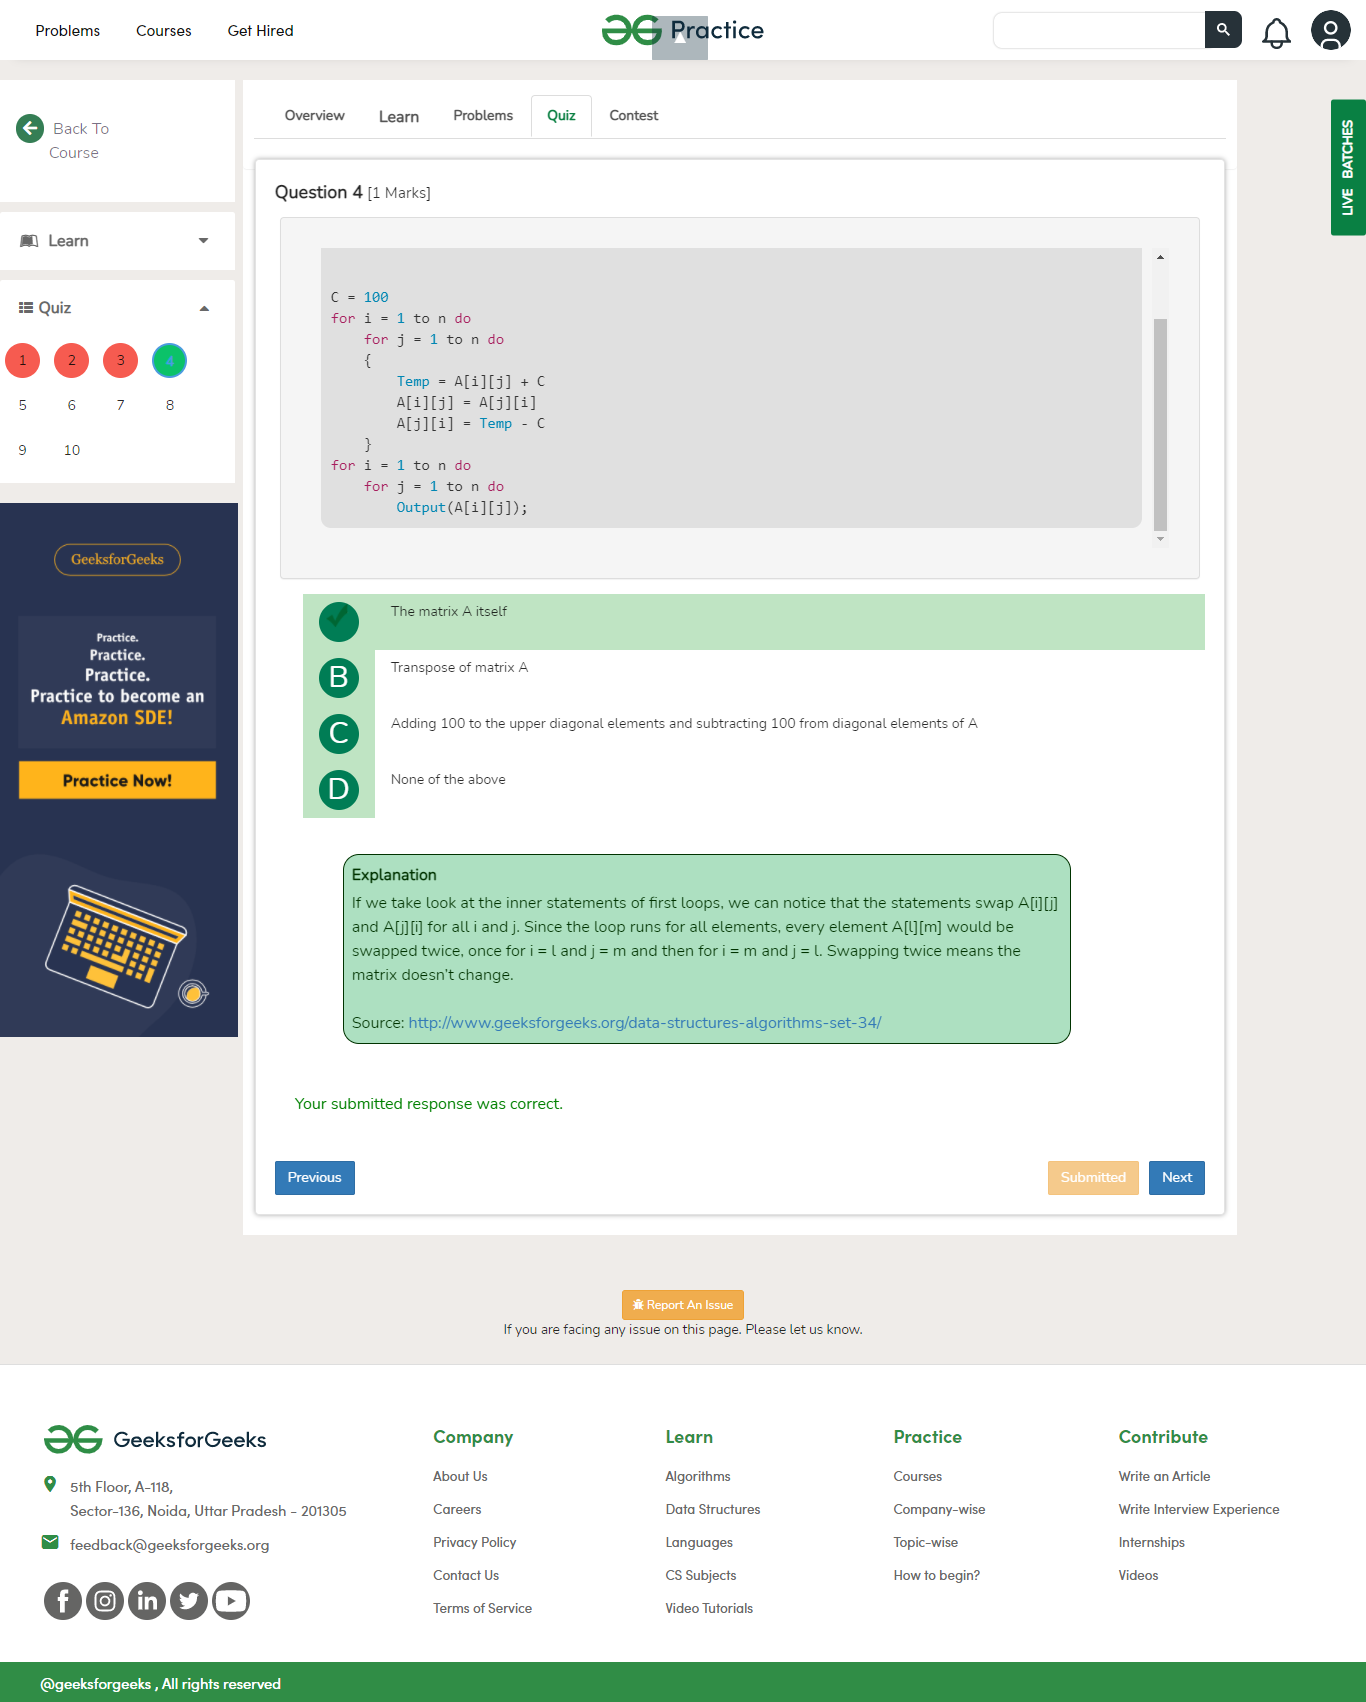 Problems
Courses
Get Hired
Practice
LIVE BATCHES
Back To
Course
Learn
Quiz
1 2 3 4
5 6 7 8
9 10
GeeksforGeeks
Practice.
Practice.
Practice.
Practice to become an
Amazon SDE!
Practice Now!
Overview
Learn
Problems
Quiz
Contest
Question 4 [1 Marks]
C = 100
for i = 1 to n do
for j = 1 to n do
{
Temp = A[i][j] + C
A[i][j] = A[j][i]
A[j][i] = Temp - C
}
for i = 1 to n do
for j = 1 to n do
Output(A[i][j]);
The matrix A itself
B Transpose of matrix A
C Adding 100 to the upper diagonal elements and subtracting 100 from diagonal elements of A
D None of the above
Explanation
If we take look at the inner statements of first loops, we can notice that the statements swap A[i][j]
and A[j][i] for all i and j. Since the loop runs for all elements, every element A[l][m] would be
swapped twice, once for i = l and j = m and then for i = m and j = l. Swapping twice means the
matrix doesn't change.
Source: http://www.geeksforgeeks.org/data-structures-algorithms-set-34/
Your submitted response was correct.
Previous
Submitted
Next
Report An Issue
If you are facing any issue on this page. Please let us know.
GeeksforGeeks
5th Floor, A-118,
Sector-136, Noida, Uttar Pradesh - 201305
feedback@geeksforgeeks.org
Company
About Us
Careers
Privacy Policy
Contact Us
Terms of Service
Learn
Algorithms
Data Structures
Languages
CS Subjects
Video Tutorials
Practice
Courses
Company-wise
Topic-wise
How to begin?
Contribute
Write an Article
Write Interview Experience
Internships
Videos
@geeksforgeeks , All rights reserved